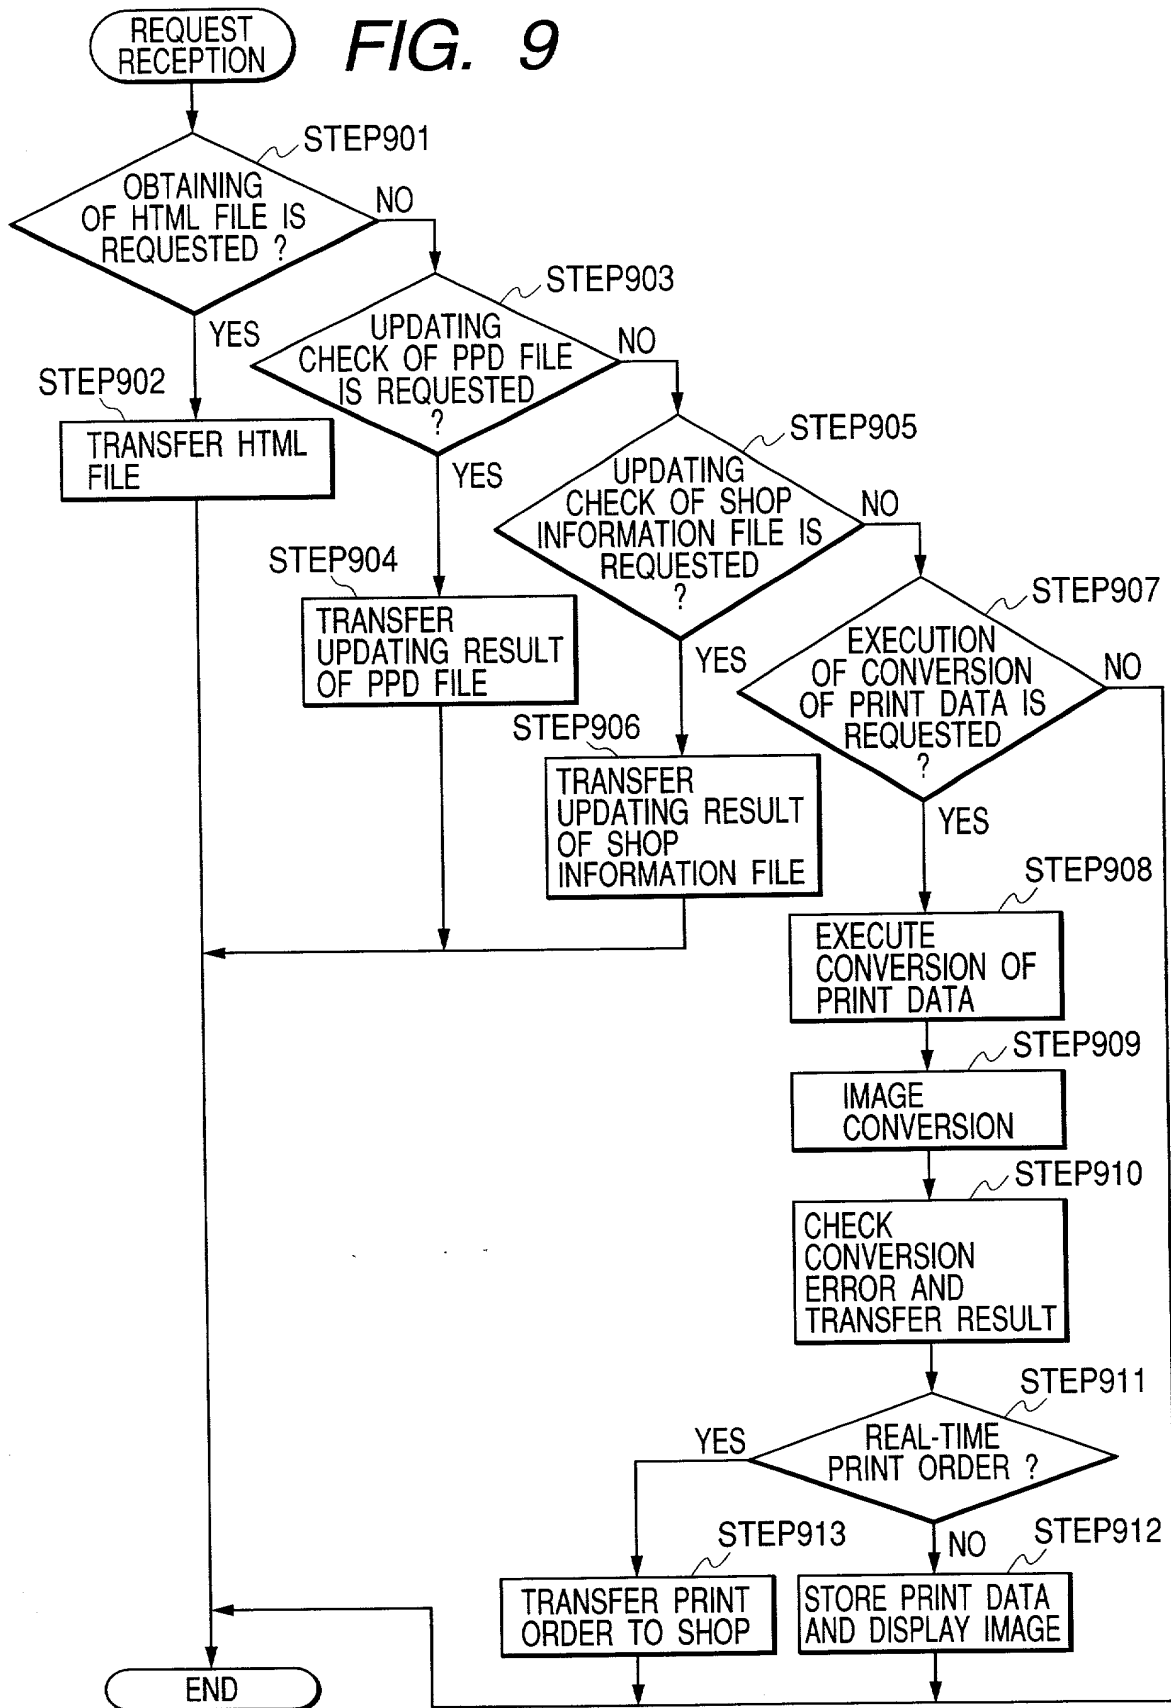 REQUEST
RECEPTION
FIG. 9
STEP901
OBTAINING
OF HTML FILE IS
REQUESTED ?
NO
YES
STEP902
TRANSFER HTML
FILE
STEP903
UPDATING
CHECK OF PPD FILE
IS REQUESTED
?
NO
YES
STEP904
TRANSFER
UPDATING RESULT
OF PPD FILE
STEP905
UPDATING
CHECK OF SHOP
INFORMATION FILE IS
REQUESTED
?
NO
YES
STEP906
TRANSFER
UPDATING RESULT
OF SHOP
INFORMATION FILE
STEP907
EXECUTION
OF CONVERSION
OF PRINT DATA IS
REQUESTED
?
NO
YES
STEP908
EXECUTE
CONVERSION OF
PRINT DATA
STEP909
IMAGE
CONVERSION
STEP910
CHECK
CONVERSION
ERROR AND
TRANSFER RESULT
STEP911
REAL-TIME
PRINT ORDER ?
YES
NO
STEP913
TRANSFER PRINT
ORDER TO SHOP
STEP912
STORE PRINT DATA
AND DISPLAY IMAGE
END